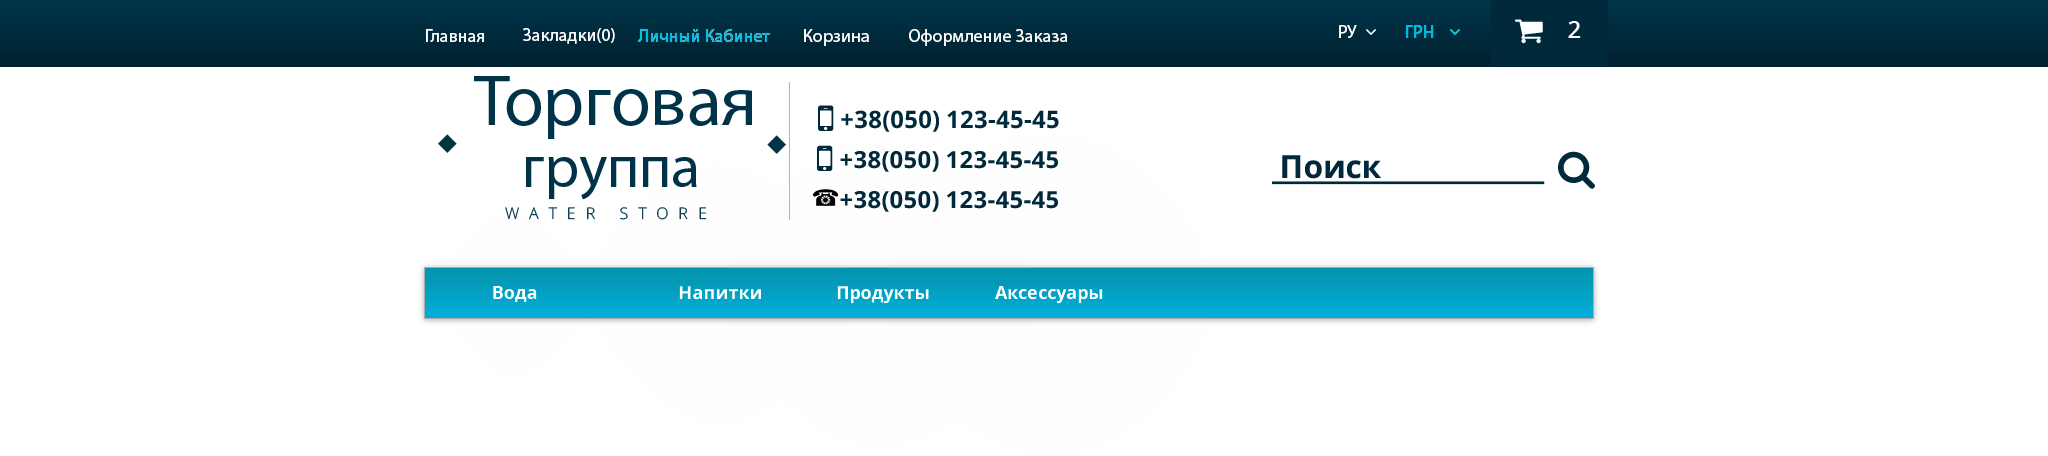 Главная Закладки(0) Личный Кабинет Корзина Оформление Заказа РУ ГРН 2
Торговая
группа
WATER STORE
+38(050) 123-45-45
+38(050) 123-45-45
+38(050) 123-45-45
Поиск
Вода Напитки Продукты Аксессуары